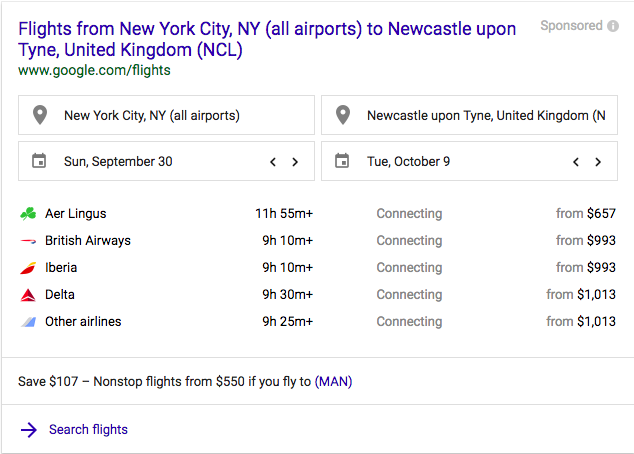 Flights from New York City, NY (all airports) to Newcastle upon Sponsored
Tyne, United Kingdom (NCL)
www.google.com/flights
New York City, NY (all airports) Newcastle upon Tyne, United Kingdom (N
Sun, September 30 < > Tue, October 9 < >
Aer Lingus 11h 55m+ Connecting from $657
British Airways 9h 10m+ Connecting from $993
Iberia 9h 10m+ Connecting from $993
Delta 9h 30m+ Connecting from $1,013
Other airlines 9h 25m+ Connecting from $1,013
Save $107 – Nonstop flights from $550 if you fly to (MAN)
Search flights